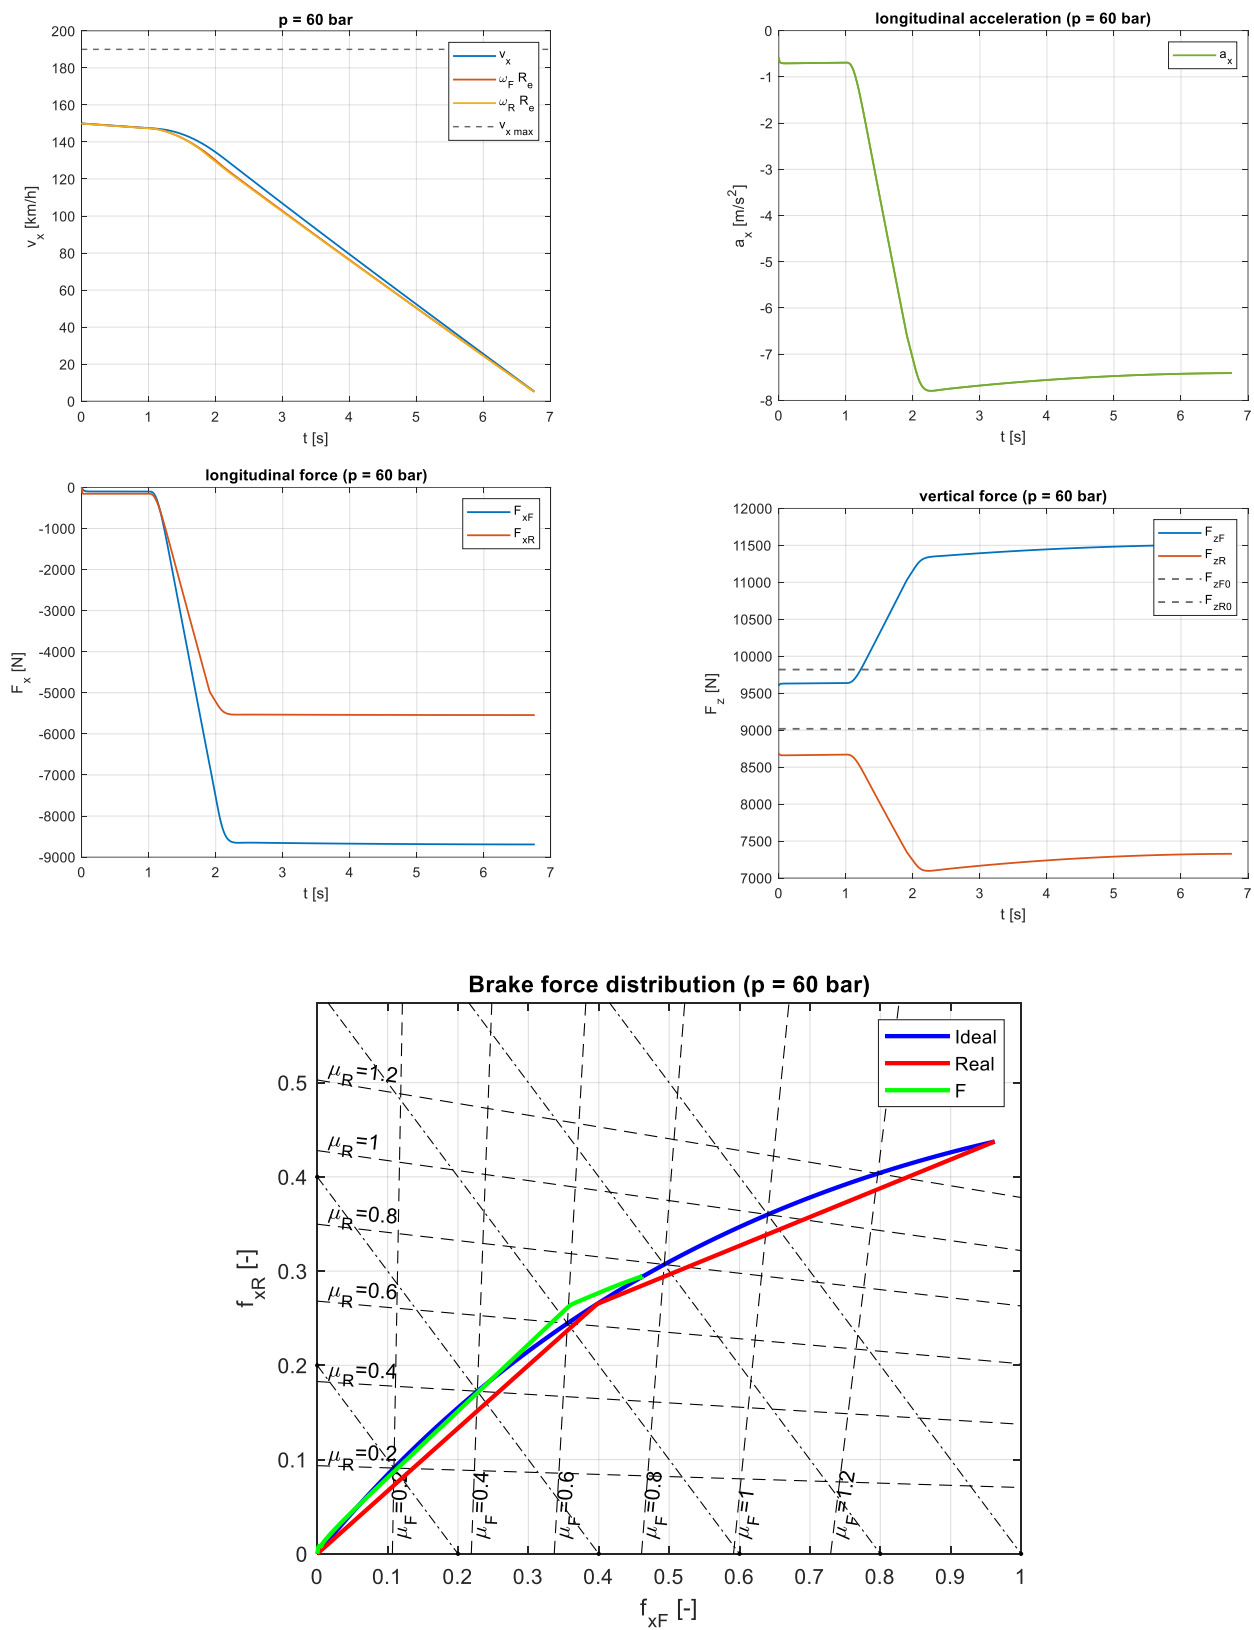 p = 60 bar
200
180
160
140
120
100
80
60
40
20
0
v_x [km/h]
0 1 2 3 4 5 6 7
t [s]
v_x
ω_F R_e
ω_R R_e
v_x max
longitudinal acceleration (p = 60 bar)
0
-1
-2
-3
-4
-5
-6
-7
-8
a_x [m/s²]
0 1 2 3 4 5 6 7
t [s]
a_x
longitudinal force (p = 60 bar)
0
-1000
-2000
-3000
-4000
-5000
-6000
-7000
-8000
-9000
F_x [N]
0 1 2 3 4 5 6 7
t [s]
F_xF
F_xR
vertical force (p = 60 bar)
12000
11500
11000
10500
10000
9500
9000
8500
8000
7500
7000
F_z [N]
0 1 2 3 4 5 6 7
t [s]
F_zF
F_zR
F_zF0
F_zR0
Brake force distribution (p = 60 bar)
Ideal
Real
F
0.5
0.4
0.3
0.2
0.1
0
f_xR [-]
μ_R=1.2
μ_R=1
μ_R=0.8
μ_R=0.6
μ_R=0.4
μ_R=0.2
μ_F=0.2
μ_F=0.4
μ_F=0.6
μ_F=0.8
μ_F=1
μ_F=1.2
0 0.1 0.2 0.3 0.4 0.5 0.6 0.7 0.8 0.9 1
f_xF [-]